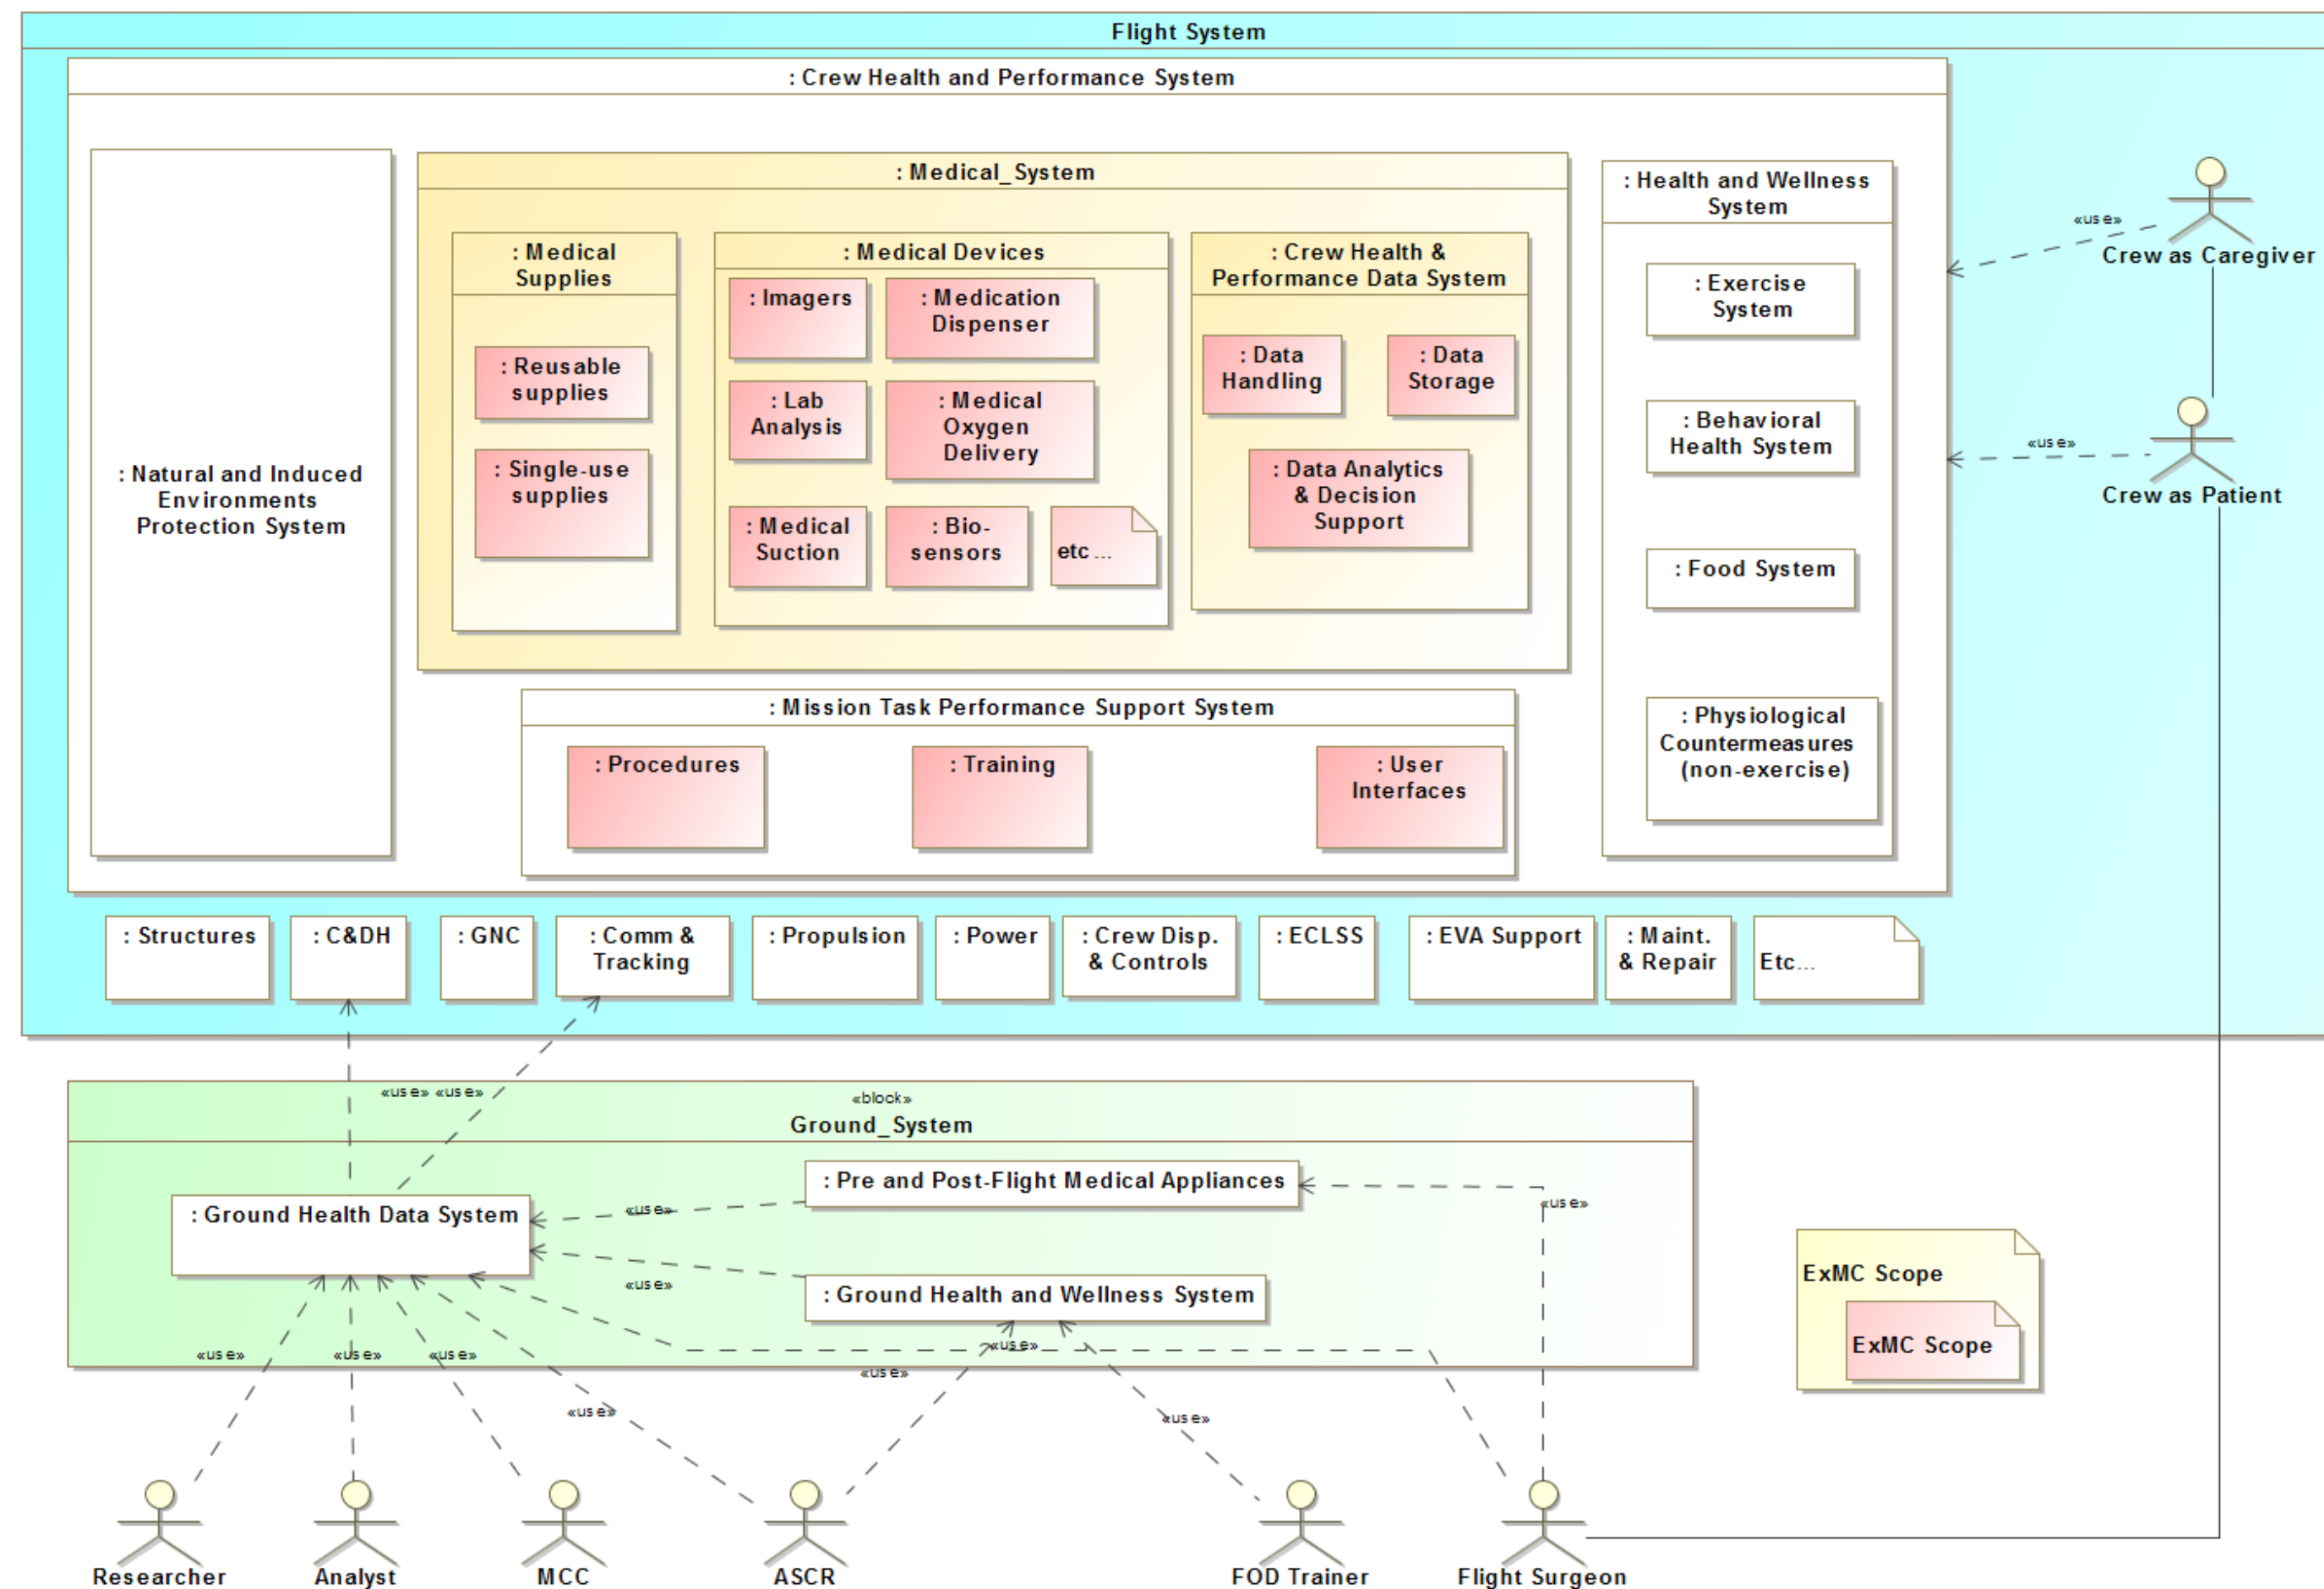 Flight System
: Crew Health and Performance System
: Natural and Induced
Environments
Protection System
: Medical_System
: Medical
Supplies
: Reusable
supplies
: Single-use
supplies
: Medical Devices
: Imagers
: Medication
Dispenser
: Lab
Analysis
: Medical
Oxygen
Delivery
: Medical
Suction
: Bio-
sensors
etc ...
: Crew Health &
Performance Data System
: Data
Handling
: Data
Storage
: Data Analytics
& Decision
Support
: Health and Wellness
System
: Exercise
System
: Behavioral
Health System
: Food System
: Physiological
Countermeasures
(non-exercise)
: Mission Task Performance Support System
: Procedures
: Training
: User
Interfaces
«use»
Crew as Caregiver
«use»
Crew as Patient
: Structures
: C&DH
: GNC
: Comm &
Tracking
: Propulsion
: Power
: Crew Disp.
& Controls
: ECLSS
: EVA Support
: Maint.
& Repair
Etc...
«use» «use»
«block»
Ground_System
: Ground Health Data System
: Pre and Post-Flight Medical Appliances
«use»
«use»
: Ground Health and Wellness System
«use»
«use»
«use»
«use»
«use»
«use»
«use»
«use»
«use»
ExMC Scope
ExMC Scope
Researcher
Analyst
MCC
ASCR
FOD Trainer
Flight Surgeon